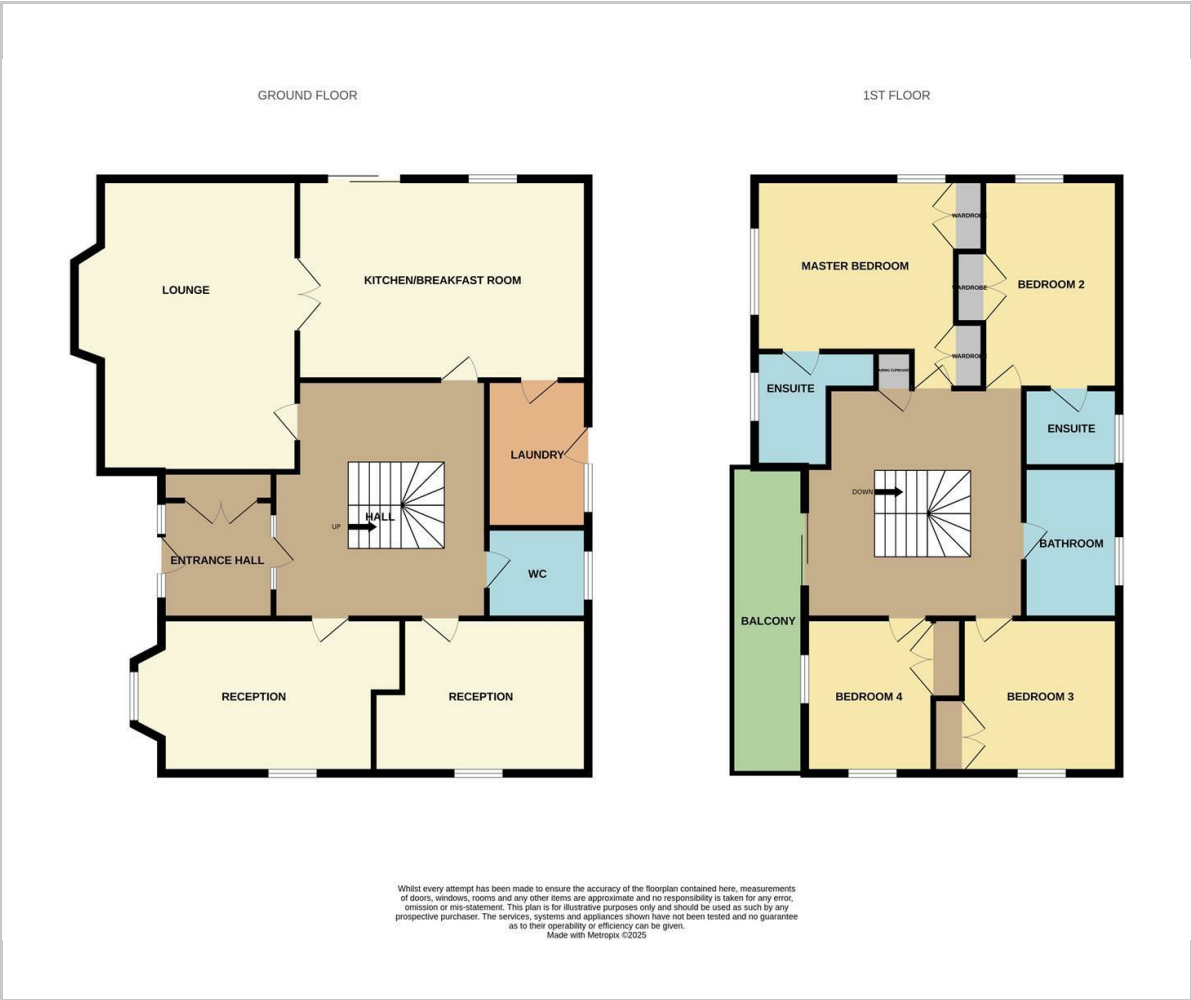 GROUND FLOOR
LOUNGE
KITCHEN/BREAKFAST ROOM
LAUNDRY
UP
HALL
ENTRANCE HALL
WC
RECEPTION
RECEPTION
1ST FLOOR
WARDROBE
MASTER BEDROOM
WARDROBE
BEDROOM 2
WARDROBE
CUPBOARD
ENSUITE
ENSUITE
DOWN
BATHROOM
BALCONY
BEDROOM 4
BEDROOM 3
Whilst every attempt has been made to ensure the accuracy of the floorplan contained here, measurements
of doors, windows, rooms and any other items are approximate and no responsibility is taken for any error,
omission or mis-statement. This plan is for illustrative purposes only and should be used as such by any
prospective purchaser. The services, systems and appliances shown have not been tested and no guarantee
as to their operability or efficiency can be given.
Made with Metropix ©2025